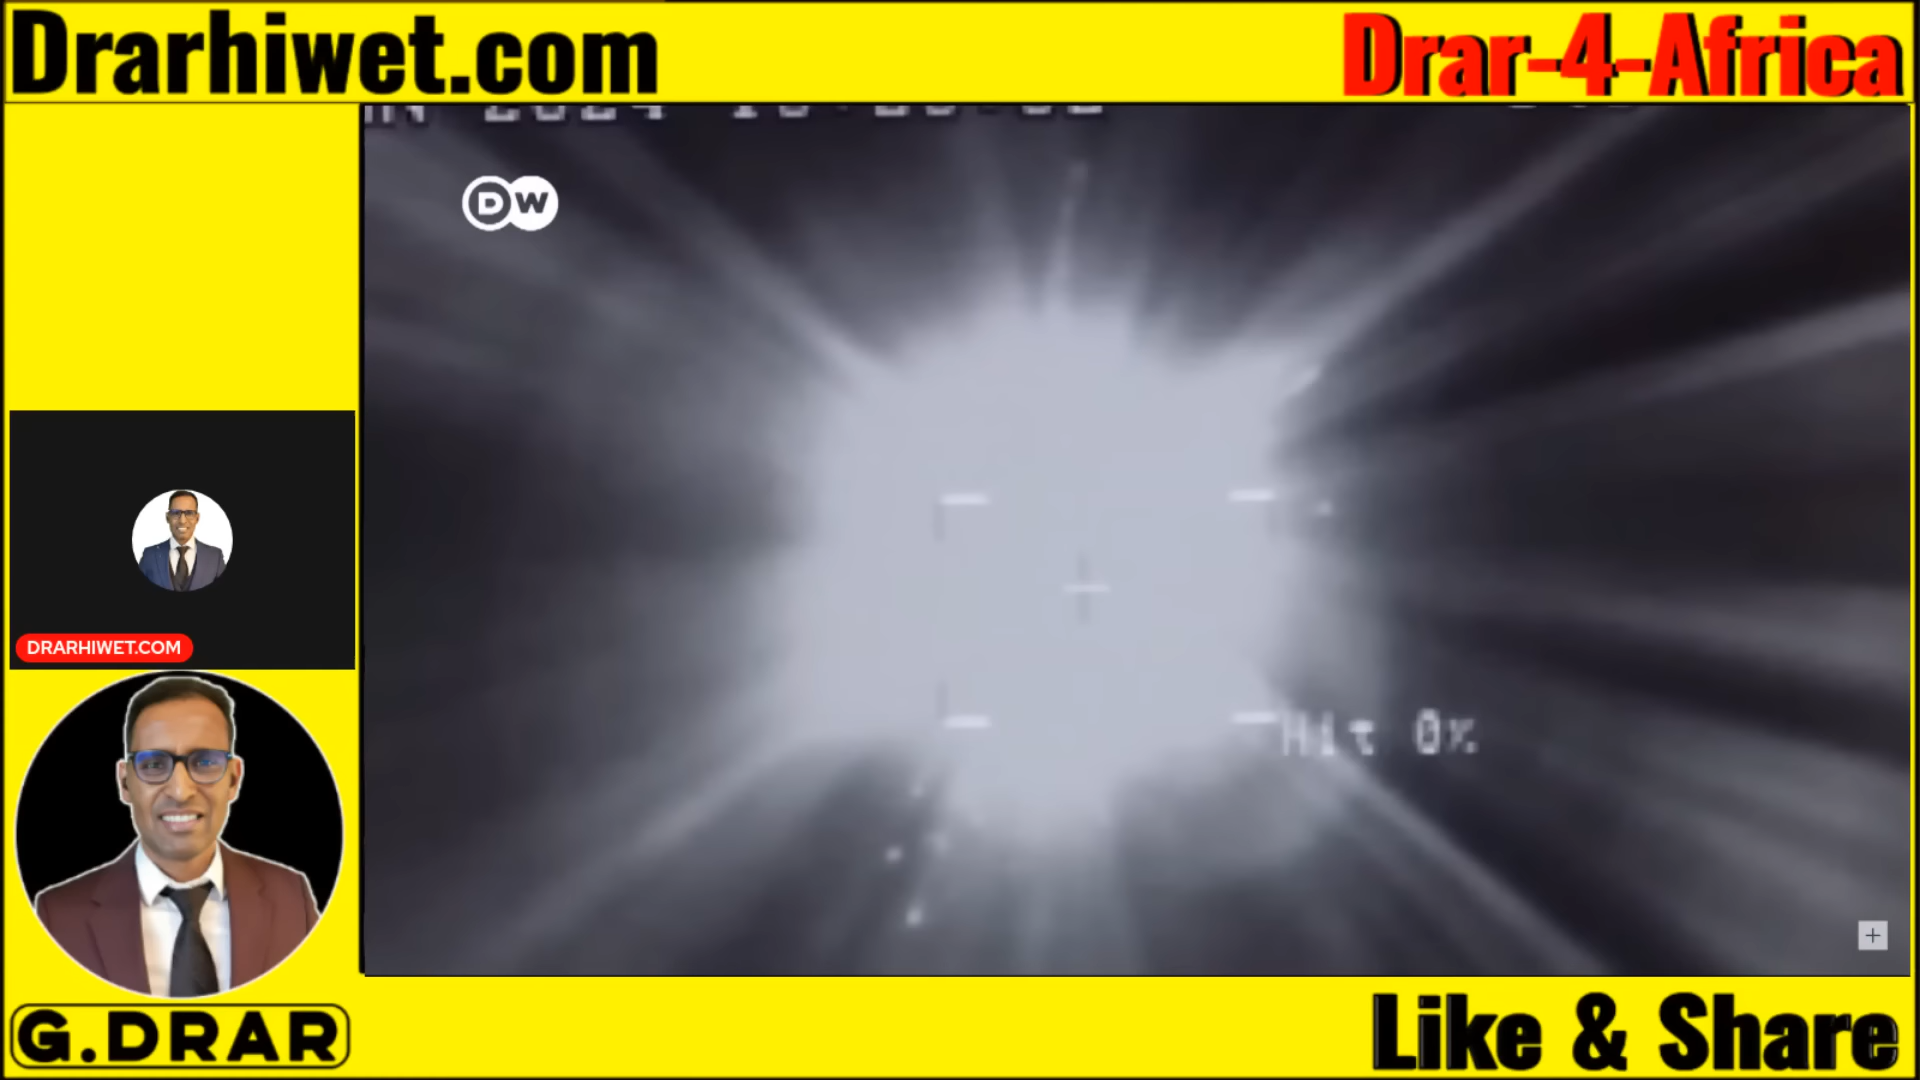 Drarhiwet.com
Drar-4-Africa
DW
Hit 0%
DRARHIWET.COM
G.DRAR
Like & Share